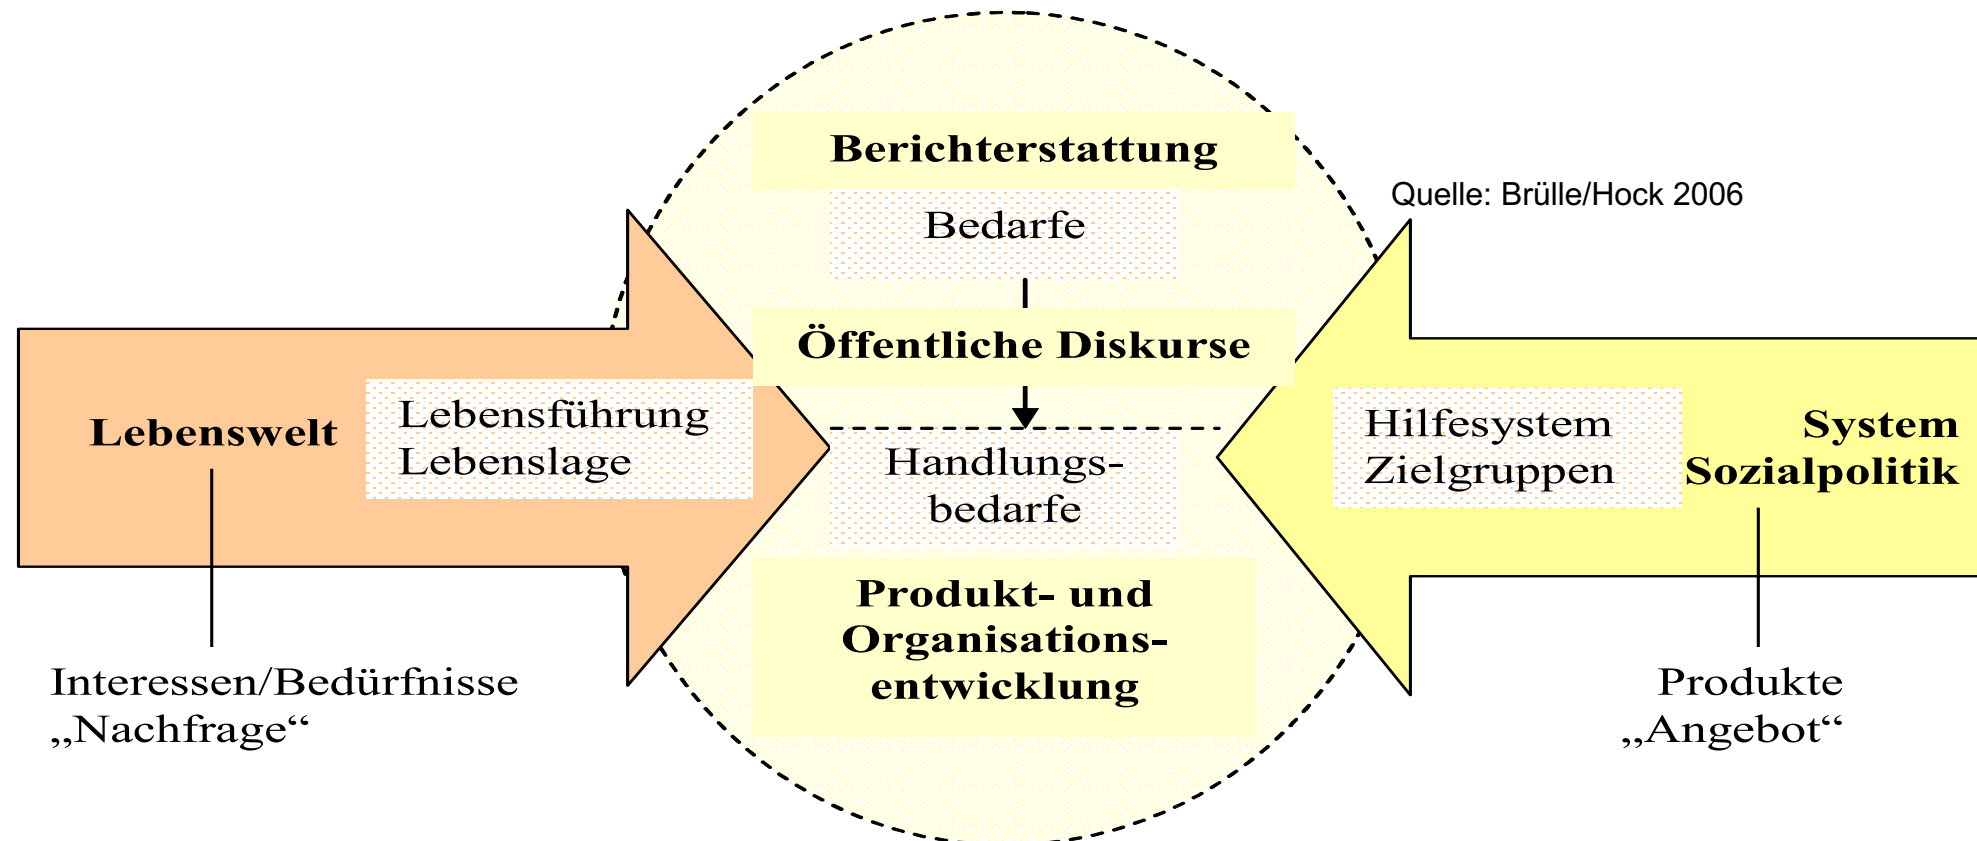 Berichterstattung
Quelle: Brülle/Hock 2006
Bedarfe
Öffentliche Diskurse
Lebenswelt
Lebensführung
Lebenslage
Handlungs-
bedarfe
Hilfesystem
Zielgruppen
System
Sozialpolitik
Produkt- und
Organisations-
entwicklung
Interessen/Bedürfnisse
„Nachfrage“
Produkte
„Angebot“